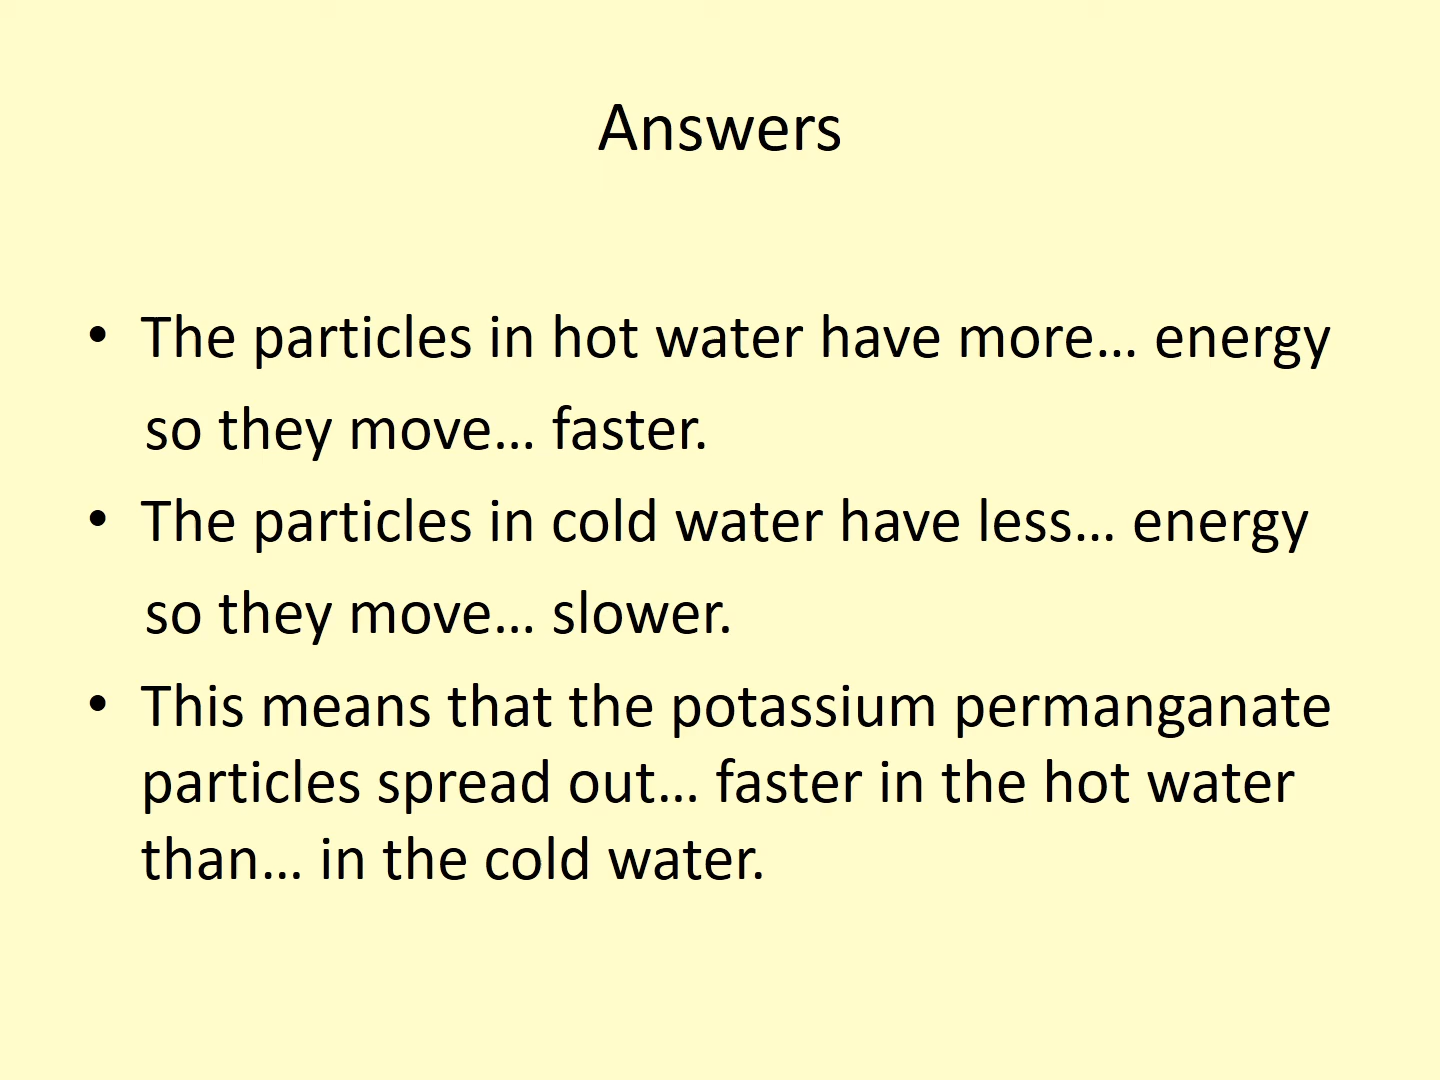 Answers
• The particles in hot water have more… energy
so they move… faster.
• The particles in cold water have less… energy
so they move… slower.
• This means that the potassium permanganate
particles spread out… faster in the hot water
than… in the cold water.